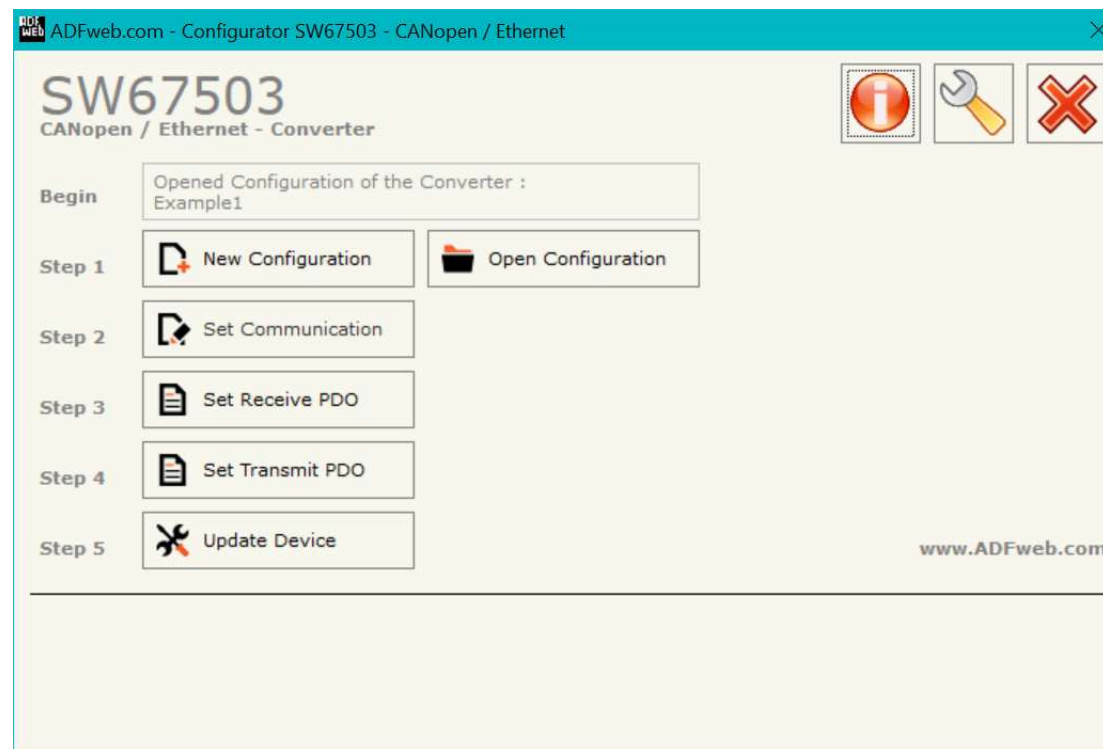 ADF
WEB
ADFweb.com - Configurator SW67503 - CANopen / Ethernet
SW67503
CANopen / Ethernet - Converter
Begin
Opened Configuration of the Converter :
Example1
Step 1
New Configuration
Open Configuration
Step 2
Set Communication
Step 3
Set Receive PDO
Step 4
Set Transmit PDO
Step 5
Update Device
www.ADFweb.com